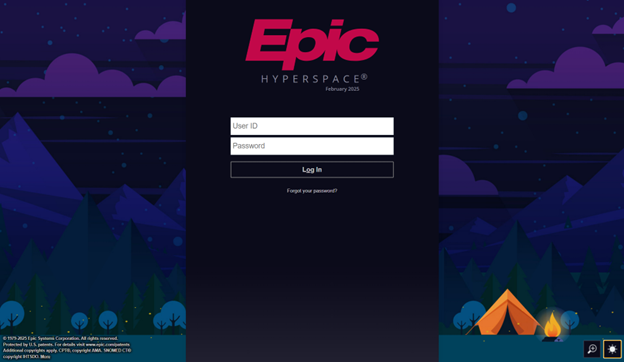 Epic
HYPERSPACE®
February 2025
User ID
Password
Log In
Forgot your password?
© 1979-2025 Epic Systems Corporation. All rights reserved.
Protected by U.S. patents. For details visit www.epic.com/patents
Additional copyrights apply. CPT©, copyright AMA. SNOMED CT©
copyright IHTSDO. More